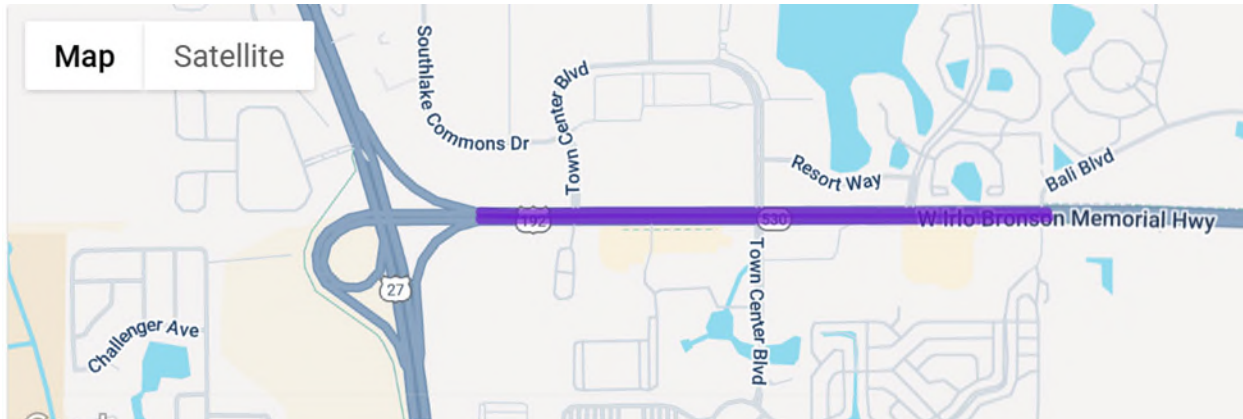 Map
Satellite
Southlake Commons Dr
Town Center Blvd
Resort Way
Bali Blvd
192
530
W Irlo Bronson Memorial Hwy
27
Town Center Blvd
Challenger Ave